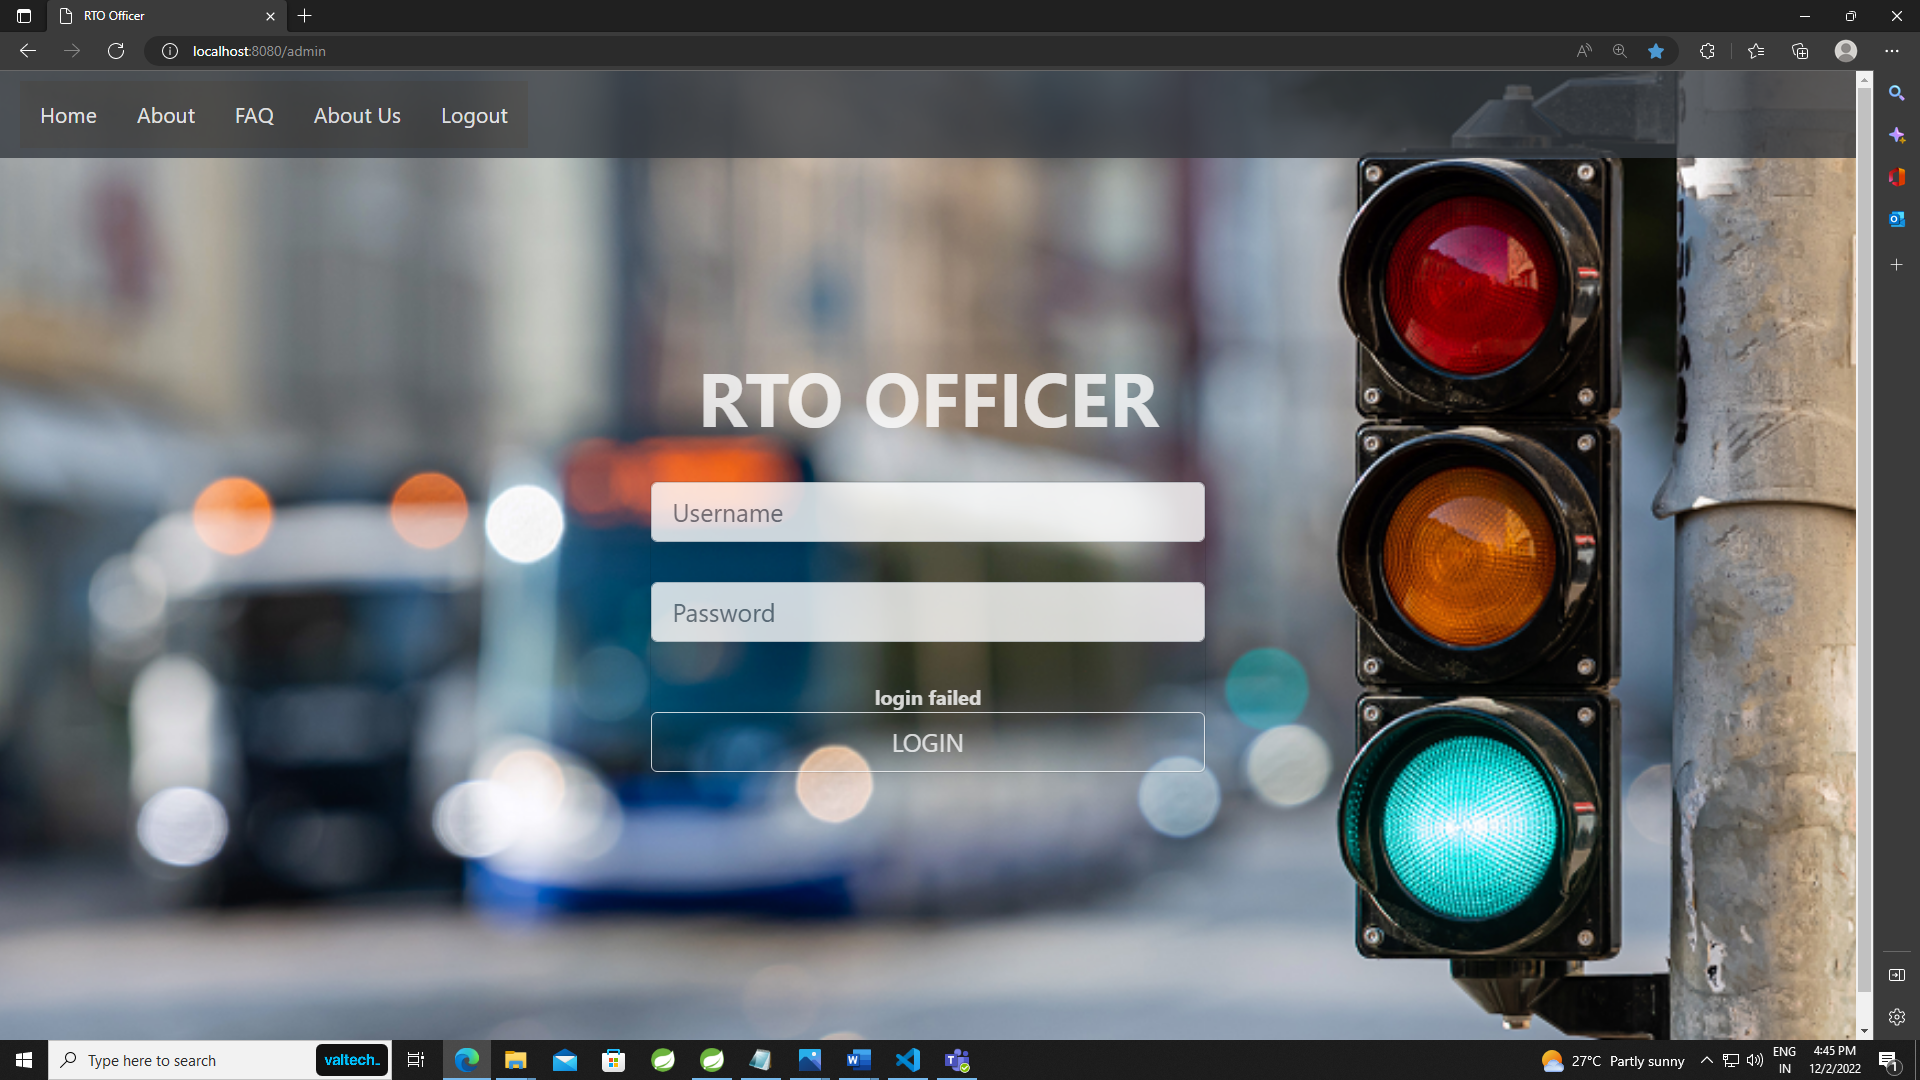 RTO Officer
localhost:8080/admin
Home About FAQ About Us Logout
RTO OFFICER
Username
Password
login failed
LOGIN
Type here to search
valtech_
27°C Partly sunny
ENG
IN
4:45 PM
12/2/2022
1